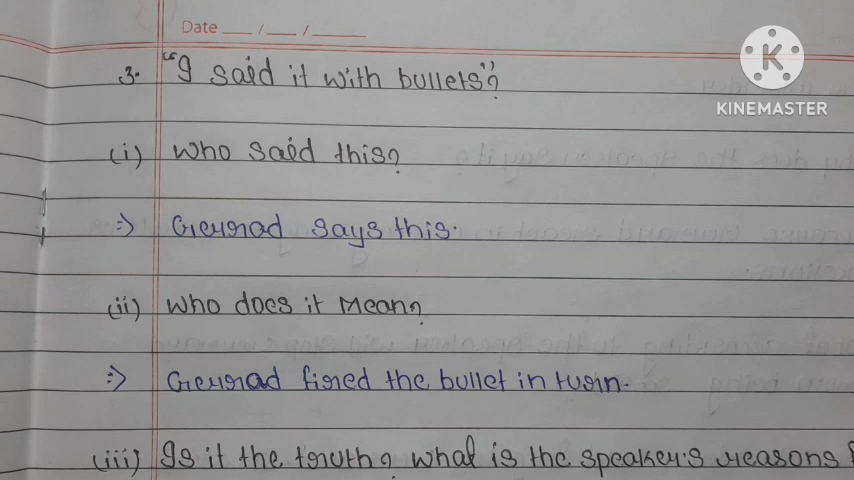 Date ___/___/___
KINEMASTER
3. "I said it with bullets"?
(i) Who said this?
⇒ Gerrad says this.
(ii) Who does it Mean?
⇒ Gerrad fired the bullet in turn.
(iii) Is it the truth? what is the speaker's reasons